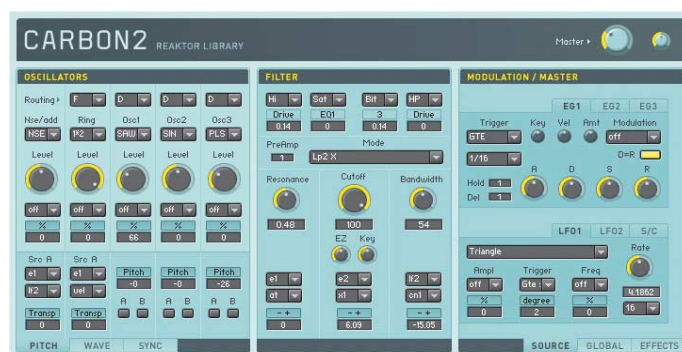 CARBON2 REAKTOR LIBRARY
Master
OSCILLATORS
Routing F D D D
Nse/odd Ring Osc1 Osc2 Osc3
NSE 1*2 SAW SIN PLS
Level Level Level Level Level
off off off off off
% % % % %
0 0 66 0 0
Src A Src A
e1 e1 Pitch Pitch Pitch
-0 -0 -26
lf2 vel A B A B A B
Transp Transp
0 0
PITCH WAVE SYNC
FILTER
Hi Sat Bit HP
Drive EQ1 3 Drive
0.14 0 0.14 0
PreAmp Mode
1 Lp2 X
Resonance Cutoff Bandwidth
0.48 100 54
EZ Key
e1 e2 lf2
at x1 cn1
- + - + - +
0 6.09 -15.05
MODULATION / MASTER
EG1 EG2 EG3
Trigger Key Vel Amt Modulation
GTE off
1/16 D=R
A D S R
Hold 1
Del 1
LFO1 LFO2 S/C
Triangle Rate
Ampl Trigger Freq
off Gte off
4.1862
% degree %
0 2 0 16
SOURCE GLOBAL EFFECTS